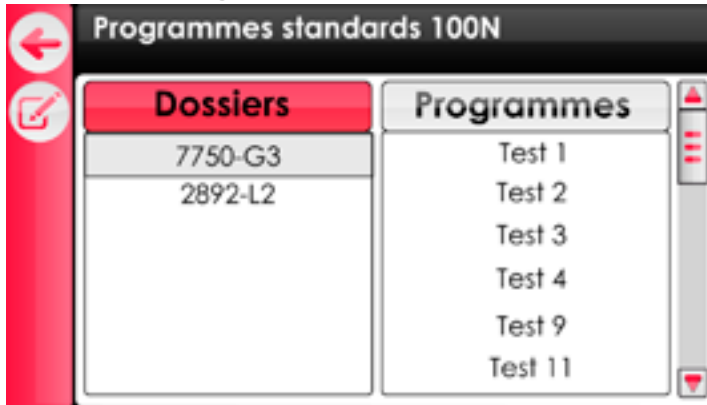 Programmes standards 100N
Dossiers
7750-G3
2892-L2
Programmes
Test 1
Test 2
Test 3
Test 4
Test 9
Test 11